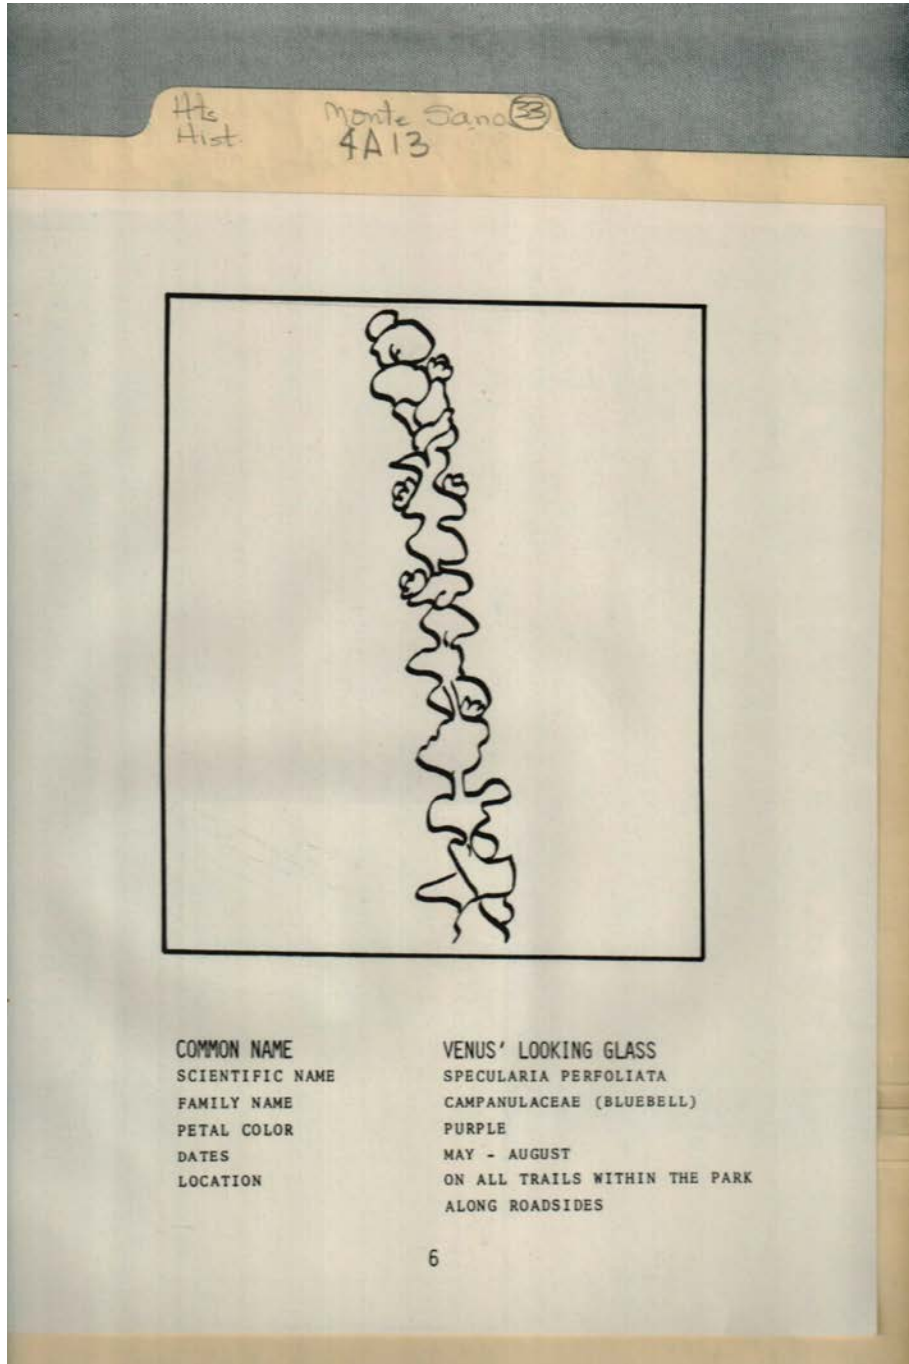 Hts Monte Sano 33
Hist. 4A13
COMMON NAME VENUS' LOOKING GLASS
SCIENTIFIC NAME SPECULARIA PERFOLIATA
FAMILY NAME CAMPANULACEAE (BLUEBELL)
PETAL COLOR PURPLE
DATES MAY - AUGUST
LOCATION ON ALL TRAILS WITHIN THE PARK
ALONG ROADSIDES
6